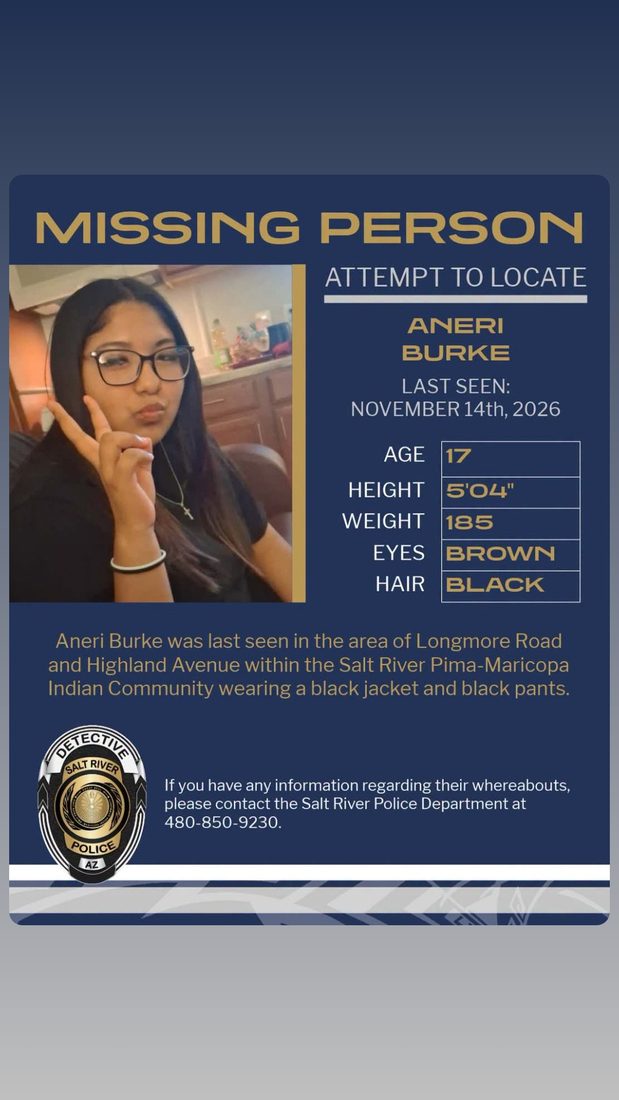 MISSING PERSON
ATTEMPT TO LOCATE
ANERI
BURKE
LAST SEEN:
NOVEMBER 14th, 2026
AGE 17
HEIGHT 5'04"
WEIGHT 185
EYES BROWN
HAIR BLACK
Aneri Burke was last seen in the area of Longmore Road
and Highland Avenue within the Salt River Pima-Maricopa
Indian Community wearing a black jacket and black pants.
DETECTIVE
SALT RIVER
POLICE
AZ
If you have any information regarding their whereabouts,
please contact the Salt River Police Department at
480-850-9230.